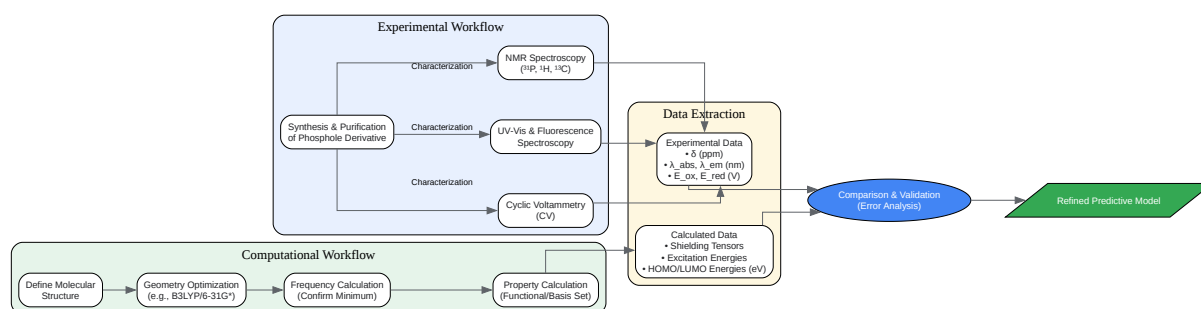 Experimental Workflow
Characterization
NMR Spectroscopy
(³¹P, ¹H, ¹³C)
Synthesis & Purification
of Phosphole Derivative
Characterization
UV-Vis & Fluorescence
Spectroscopy
Characterization
Cyclic Voltammetry
(CV)
Data Extraction
Experimental Data
• δ (ppm)
• λ_abs, λ_em (nm)
• E_ox, E_red (V)
Calculated Data
• Shielding Tensors
• Excitation Energies
• HOMO/LUMO Energies (eV)
Comparison & Validation
(Error Analysis)
Refined Predictive Model
Computational Workflow
Define Molecular
Structure
Geometry Optimization
(e.g., B3LYP/6-31G*)
Frequency Calculation
(Confirm Minimum)
Property Calculation
(Functional/Basis Set)